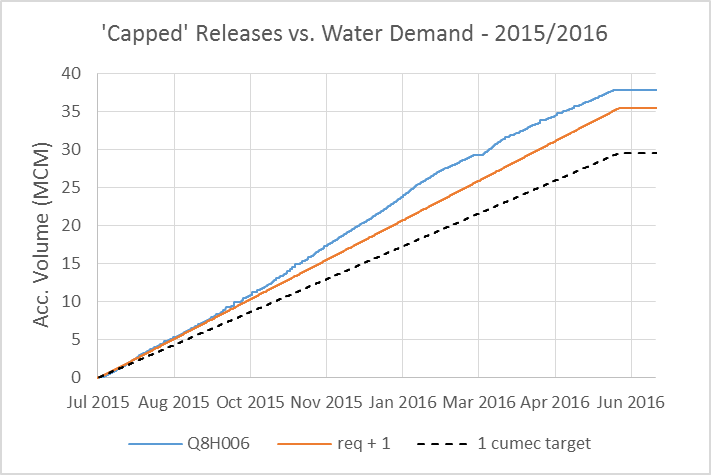 'Capped' Releases vs. Water Demand - 2015/2016
Acc. Volume (MCM)
40
35
30
25
20
15
10
5
0
Jul 2015 Aug 2015 Oct 2015 Nov 2015 Jan 2016 Mar 2016 Apr 2016 Jun 2016
Q8H006 req + 1 1 cumec target